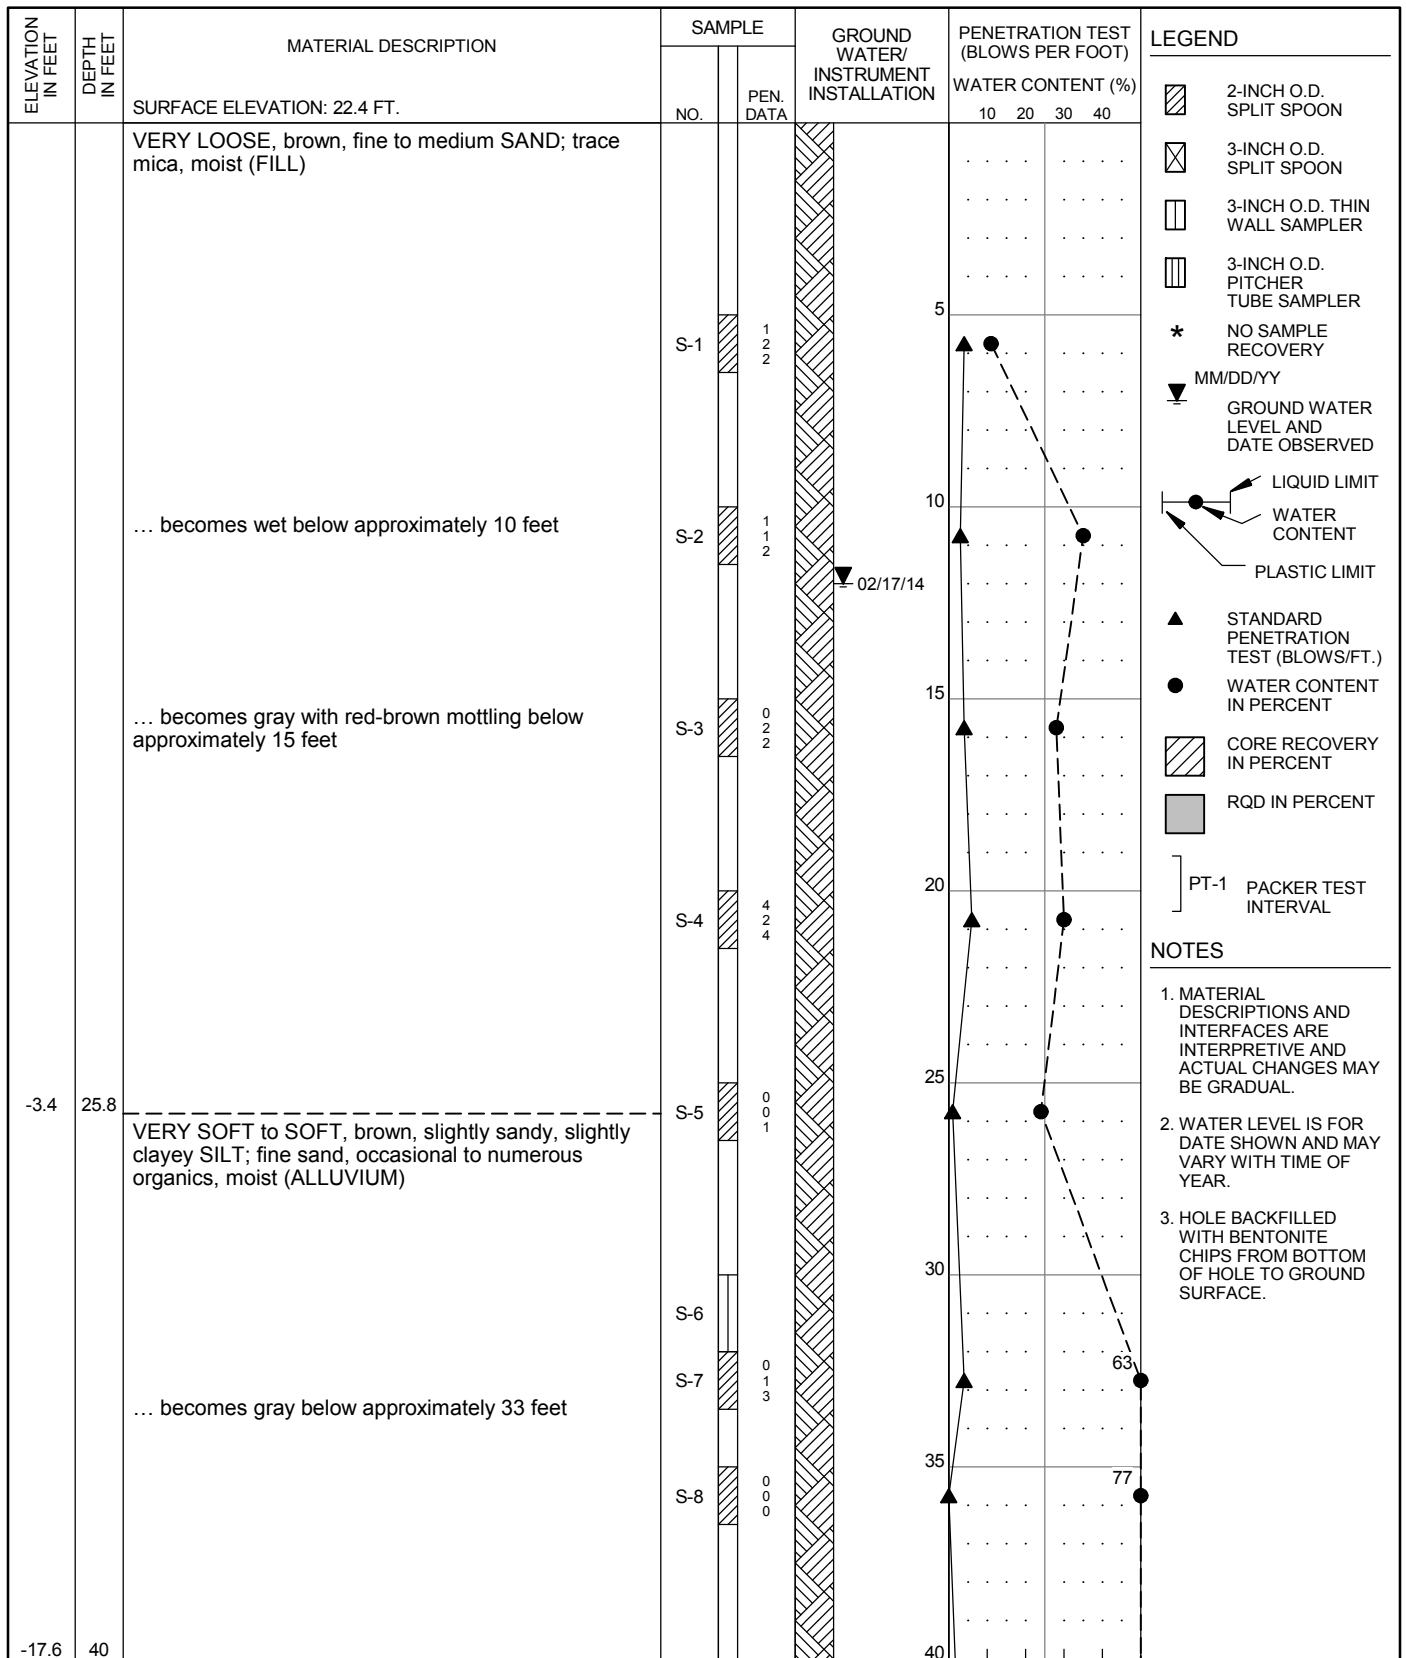 ELEVATION
IN FEET
DEPTH
IN FEET
MATERIAL DESCRIPTION
SURFACE ELEVATION: 22.4 FT.
SAMPLE
NO.
PEN.
DATA
GROUND
WATER/
INSTRUMENT
INSTALLATION
PENETRATION TEST
(BLOWS PER FOOT)
WATER CONTENT (%)
10 20 30 40
VERY LOOSE, brown, fine to medium SAND; trace
mica, moist (FILL)
5
S-1
1
2
2
… becomes wet below approximately 10 feet
10
S-2
1
1
2
02/17/14
… becomes gray with red-brown mottling below
approximately 15 feet
15
S-3
0
2
2
20
S-4
4
2
4
25
-3.4 25.8
S-5
0
0
1
VERY SOFT to SOFT, brown, slightly sandy, slightly
clayey SILT; fine sand, occasional to numerous
organics, moist (ALLUVIUM)
30
S-6
63
S-7
0
1
3
… becomes gray below approximately 33 feet
35
77
S-8
0
0
0
-17.6 40
40
LEGEND
2-INCH O.D.
SPLIT SPOON
3-INCH O.D.
SPLIT SPOON
3-INCH O.D. THIN
WALL SAMPLER
3-INCH O.D.
PITCHER
TUBE SAMPLER
* NO SAMPLE
RECOVERY
MM/DD/YY
GROUND WATER
LEVEL AND
DATE OBSERVED
LIQUID LIMIT
WATER
CONTENT
PLASTIC LIMIT
STANDARD
PENETRATION
TEST (BLOWS/FT.)
WATER CONTENT
IN PERCENT
CORE RECOVERY
IN PERCENT
RQD IN PERCENT
PT-1 PACKER TEST
INTERVAL
NOTES
1. MATERIAL
DESCRIPTIONS AND
INTERFACES ARE
INTERPRETIVE AND
ACTUAL CHANGES MAY
BE GRADUAL.
2. WATER LEVEL IS FOR
DATE SHOWN AND MAY
VARY WITH TIME OF
YEAR.
3. HOLE BACKFILLED
WITH BENTONITE
CHIPS FROM BOTTOM
OF HOLE TO GROUND
SURFACE.